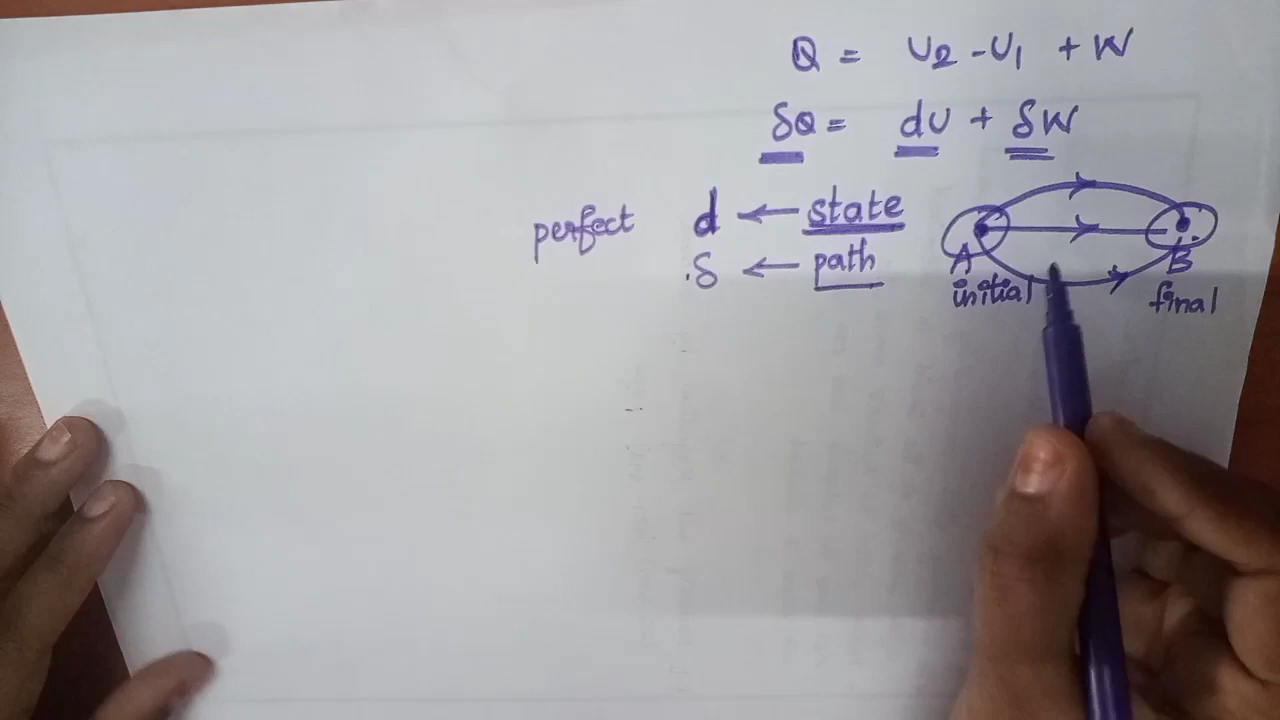 Q = U2 - U1 + W
δQ = dU + δW
perfect d ← state
δ ← path
A B
initial final